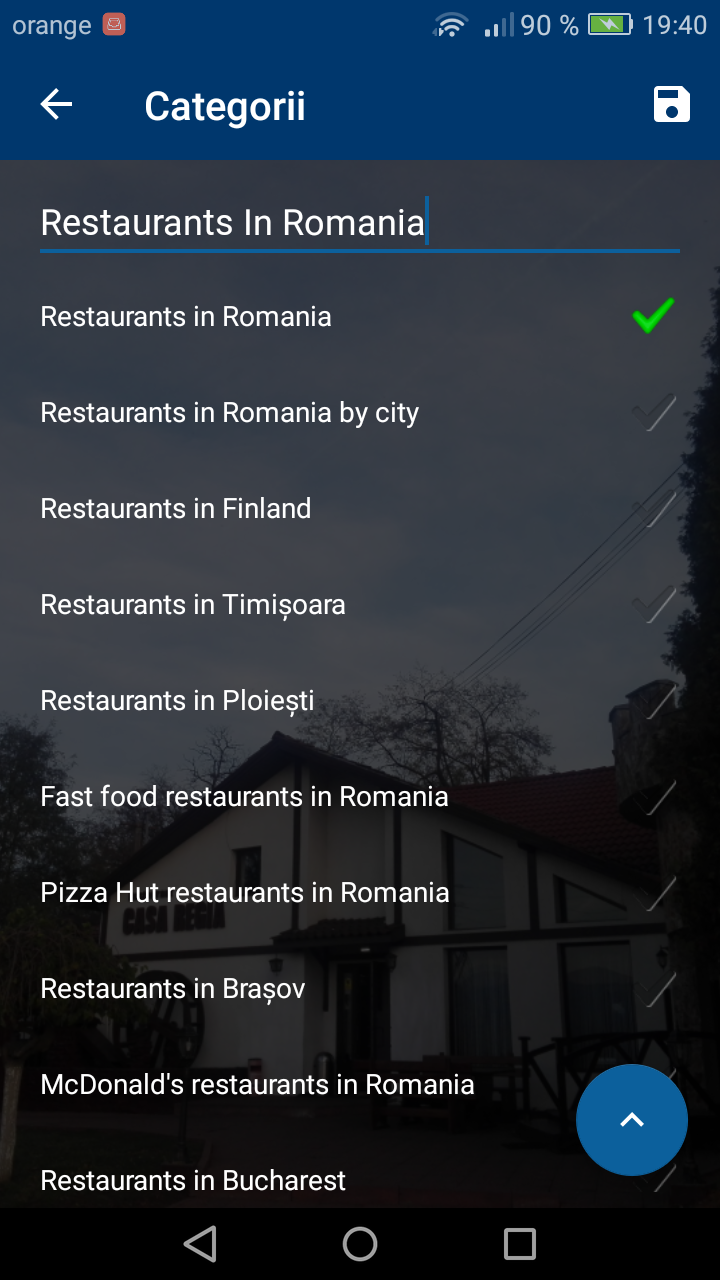 orange 90 % 19:40
Categorii
Restaurants In Romania
Restaurants in Romania
Restaurants in Romania by city
Restaurants in Finland
Restaurants in Timișoara
Restaurants in Ploiești
Fast food restaurants in Romania
Pizza Hut restaurants in Romania
CASA REGIA
Restaurants in Brașov
McDonald's restaurants in Romania
Restaurants in Bucharest